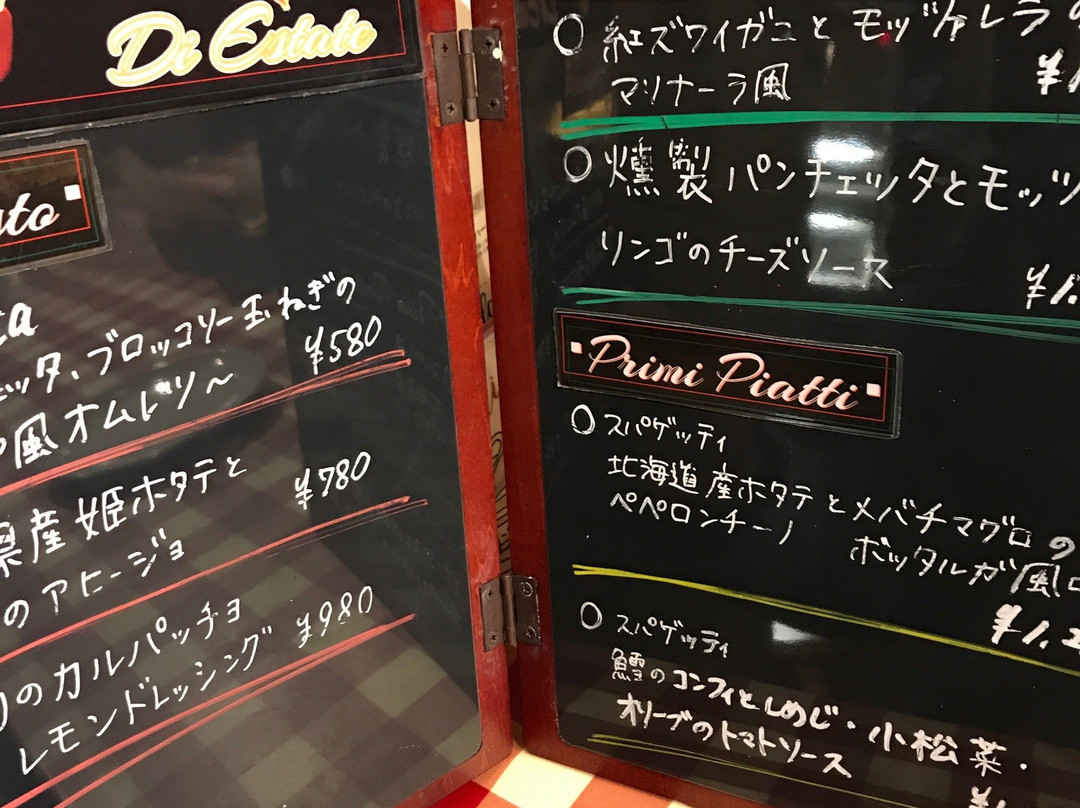 Di Estate
ェッタ、ブロッコリー玉ねぎの
風オムレツ〜 ¥580
県産 姫ホタテと
のアヒージョ ¥780
のカルパッチョ
レモンドレッシング ¥980
○ 紅ズワイガニと モッツァレラの
マリナーラ風
○ 燻製 パンチェッタとモッツ
リンゴのチーズソース
Primi Piatti
○ スパゲッティ
北海道産ホタテとメバチマグロの
ペペロンチーノ
ボッタルガ風
○ スパゲッティ
鱈のコンフィとしめじ・小松菜・
オリーブのトマトソース